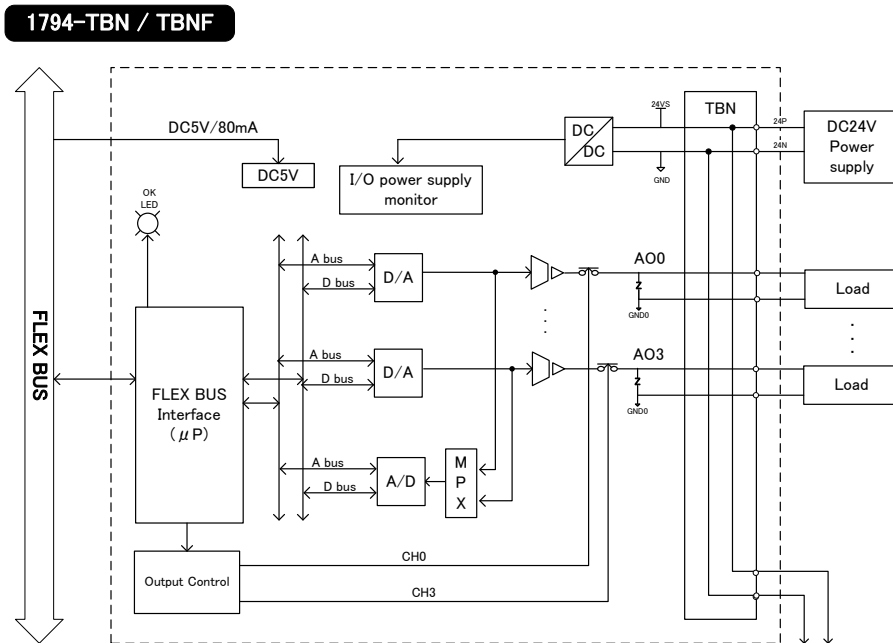 1794-TBN / TBNF
FLEX BUS
DC5V/80mA
DC5V
I/O power supply
monitor
DC
DC
24VS
GND
TBN
24P
24N
DC24V
Power
supply
OK
LED
A bus
D bus
D/A
AO0
GND0
Load
A bus
D bus
D/A
AO3
GND0
Load
FLEX BUS
Interface
(μP)
A bus
D bus
A/D
M
P
X
Output Control
CH0
CH3